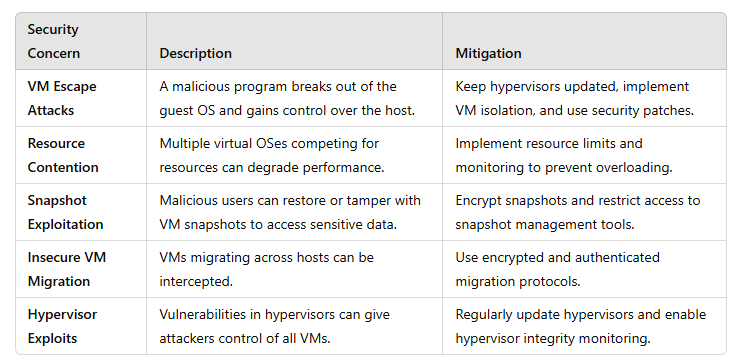 Security
Concern
Description
Mitigation
VM Escape
Attacks
A malicious program breaks out of the
guest OS and gains control over the host.
Keep hypervisors updated, implement
VM isolation, and use security patches.
Resource
Contention
Multiple virtual OSes competing for
resources can degrade performance.
Implement resource limits and
monitoring to prevent overloading.
Snapshot
Exploitation
Malicious users can restore or tamper with
VM snapshots to access sensitive data.
Encrypt snapshots and restrict access to
snapshot management tools.
Insecure VM
Migration
VMs migrating across hosts can be
intercepted.
Use encrypted and authenticated
migration protocols.
Hypervisor
Exploits
Vulnerabilities in hypervisors can give
attackers control of all VMs.
Regularly update hypervisors and enable
hypervisor integrity monitoring.